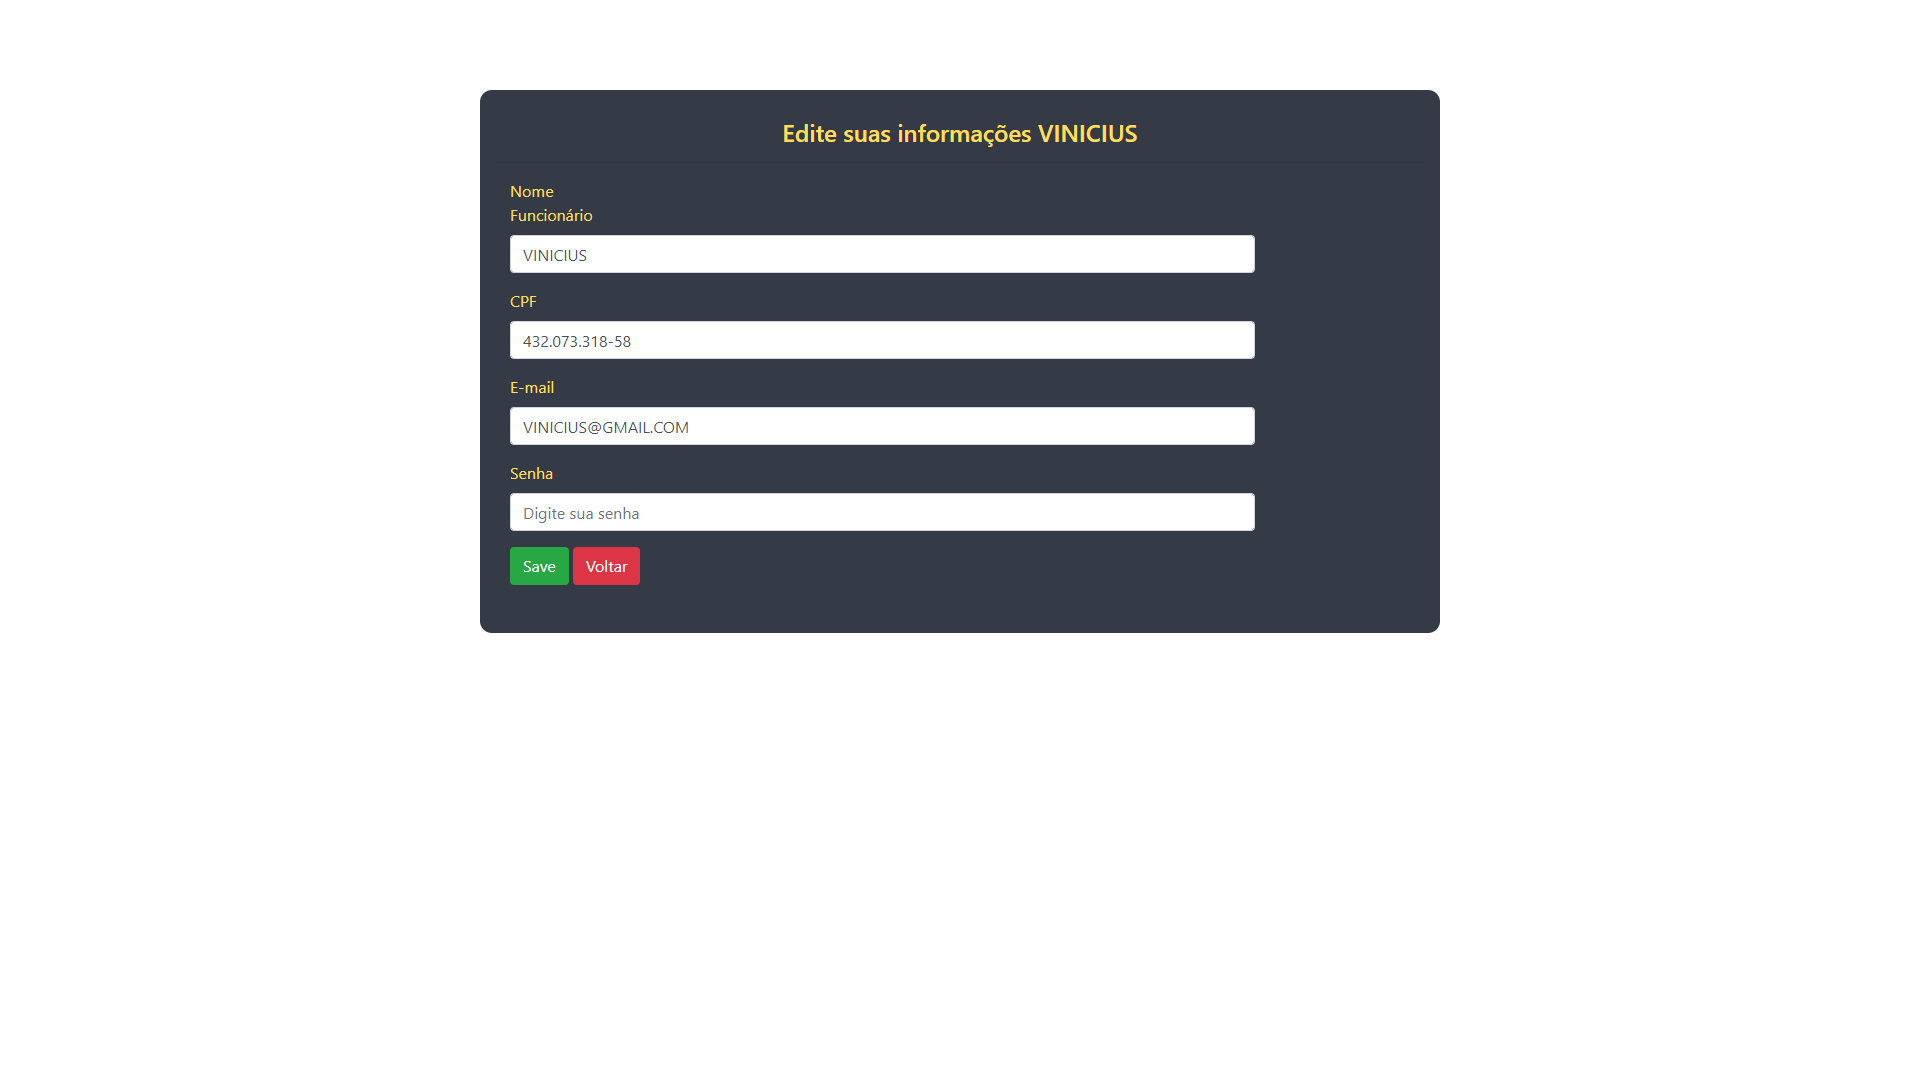 Edite suas informações VINICIUS
Nome
Funcionário
VINICIUS
CPF
432.073.318-58
E-mail
VINICIUS@GMAIL.COM
Senha
Digite sua senha
Save Voltar